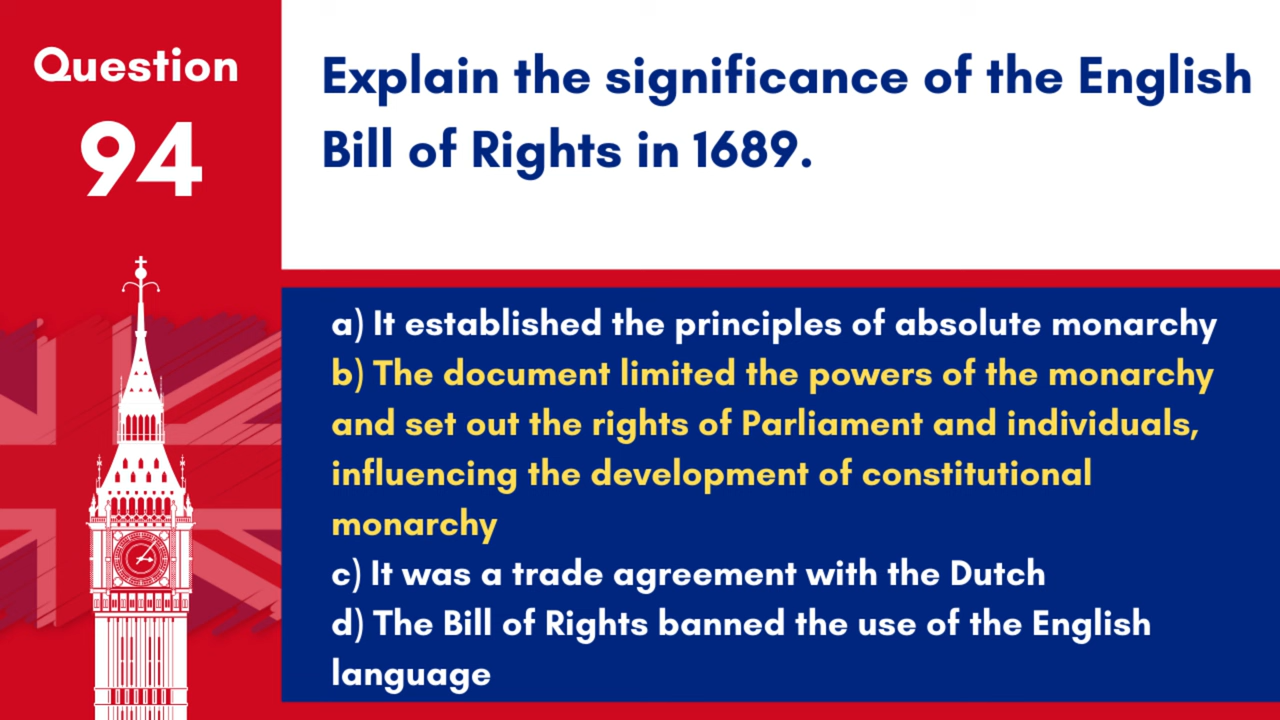 Question
94
Explain the significance of the English
Bill of Rights in 1689.
a) It established the principles of absolute monarchy
b) The document limited the powers of the monarchy
and set out the rights of Parliament and individuals,
influencing the development of constitutional
monarchy
c) It was a trade agreement with the Dutch
d) The Bill of Rights banned the use of the English
language